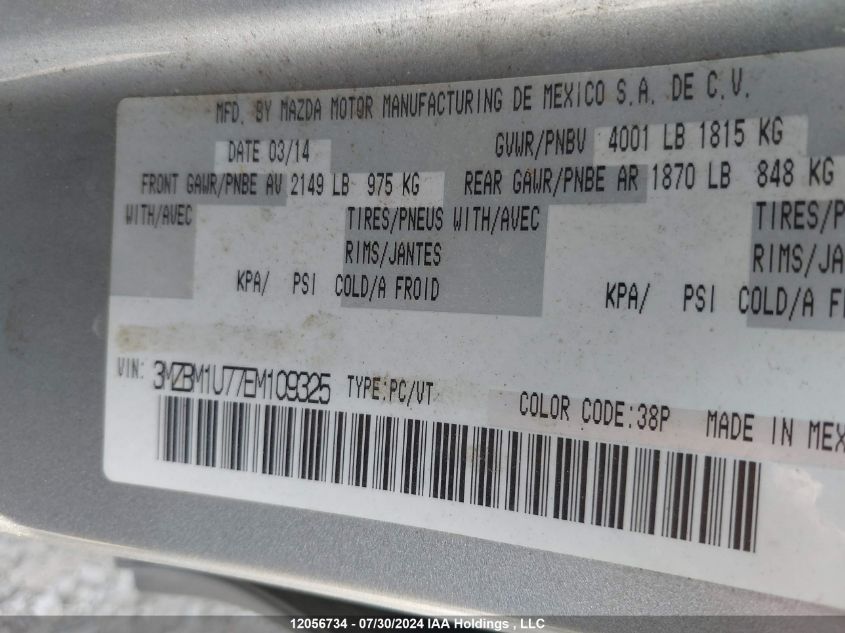 MFD. BY MAZDA MOTOR MANUFACTURING DE MEXICO S.A. DE C.V.
DATE 03/14 GVWR/PNBV 4001 LB 1815 KG
FRONT GAWR/PNBE AV 2149 LB 975 KG REAR GAWR/PNBE AR 1870 LB 848 KG
WITH/AVEC TIRES/PNEUS WITH/AVEC TIRES/P
RIMS/JANTES RIMS/JA
KPA/ PSI COLD/A FROID KPA/ PSI COLD/A F
VIN: 3MZBM1U77EM109325 TYPE:PC/VT COLOR CODE:38P MADE IN MEX
12056734 - 07/30/2024 IAA Holdings , LLC